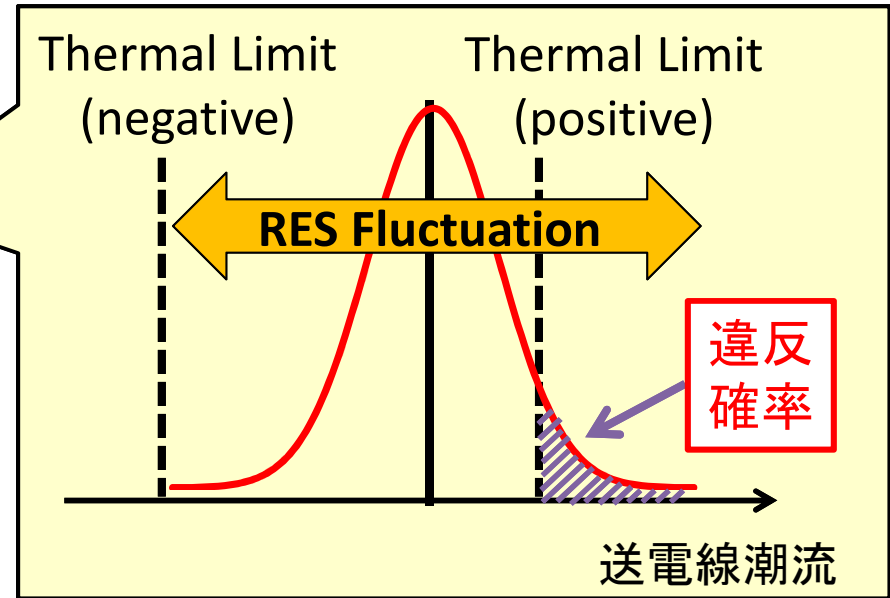 Thermal Limit
(negative)
Thermal Limit
(positive)
RES Fluctuation
違反
確率
送電線潮流